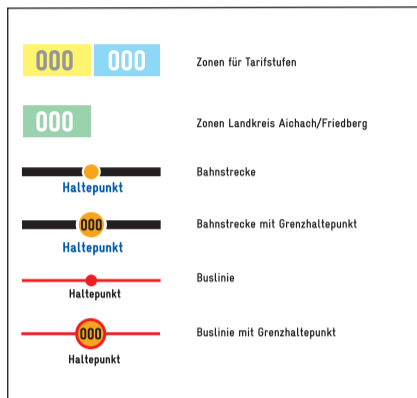 000 000 Zonen für Tarifstufen
000 Zonen Landkreis Aichach/Friedberg
Bahnstrecke
Haltepunkt
000 Bahnstrecke mit Grenzhaltepunkt
Haltepunkt
Buslinie
Haltepunkt
000 Buslinie mit Grenzhaltepunkt
Haltepunkt